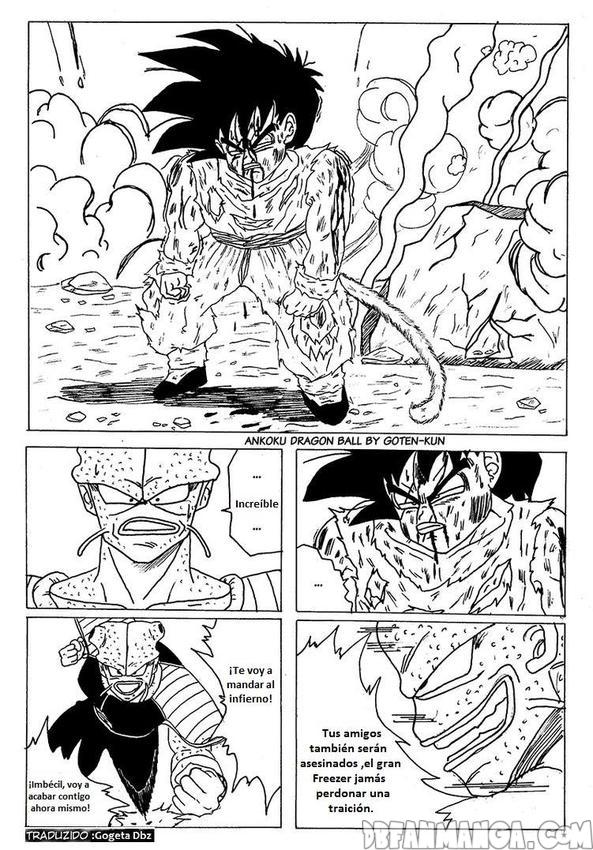 ANKOKU DRAGON BALL BY GOTEN-KUN
...
Increíble
...
...
¡Te voy a
mandar al
infierno!
¡Imbécil, voy a
acabar contigo
ahora mismo!
Tus amigos
también serán
asesinados ,el gran
Freezer jamás
perdonar una
traición.
TRADUZIDO :Gogeta Dbz
DBFANMANGA.COM